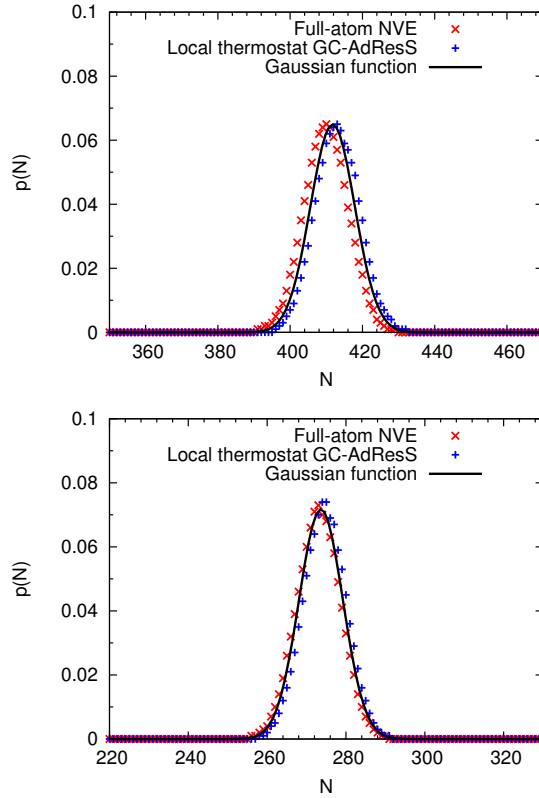 0.1
Full-atom NVE
Local thermostat GC-AdResS
0.08
Gaussian function
0.06
p(N)
0.04
0.02
0
360 400 420 440 460
N
0.1
Full-atom NVE
Local thermostat GC-AdResS
0.08
Gaussian function
0.06
p(N)
0.04
0.02
0
220 240 260 280 300 320
N